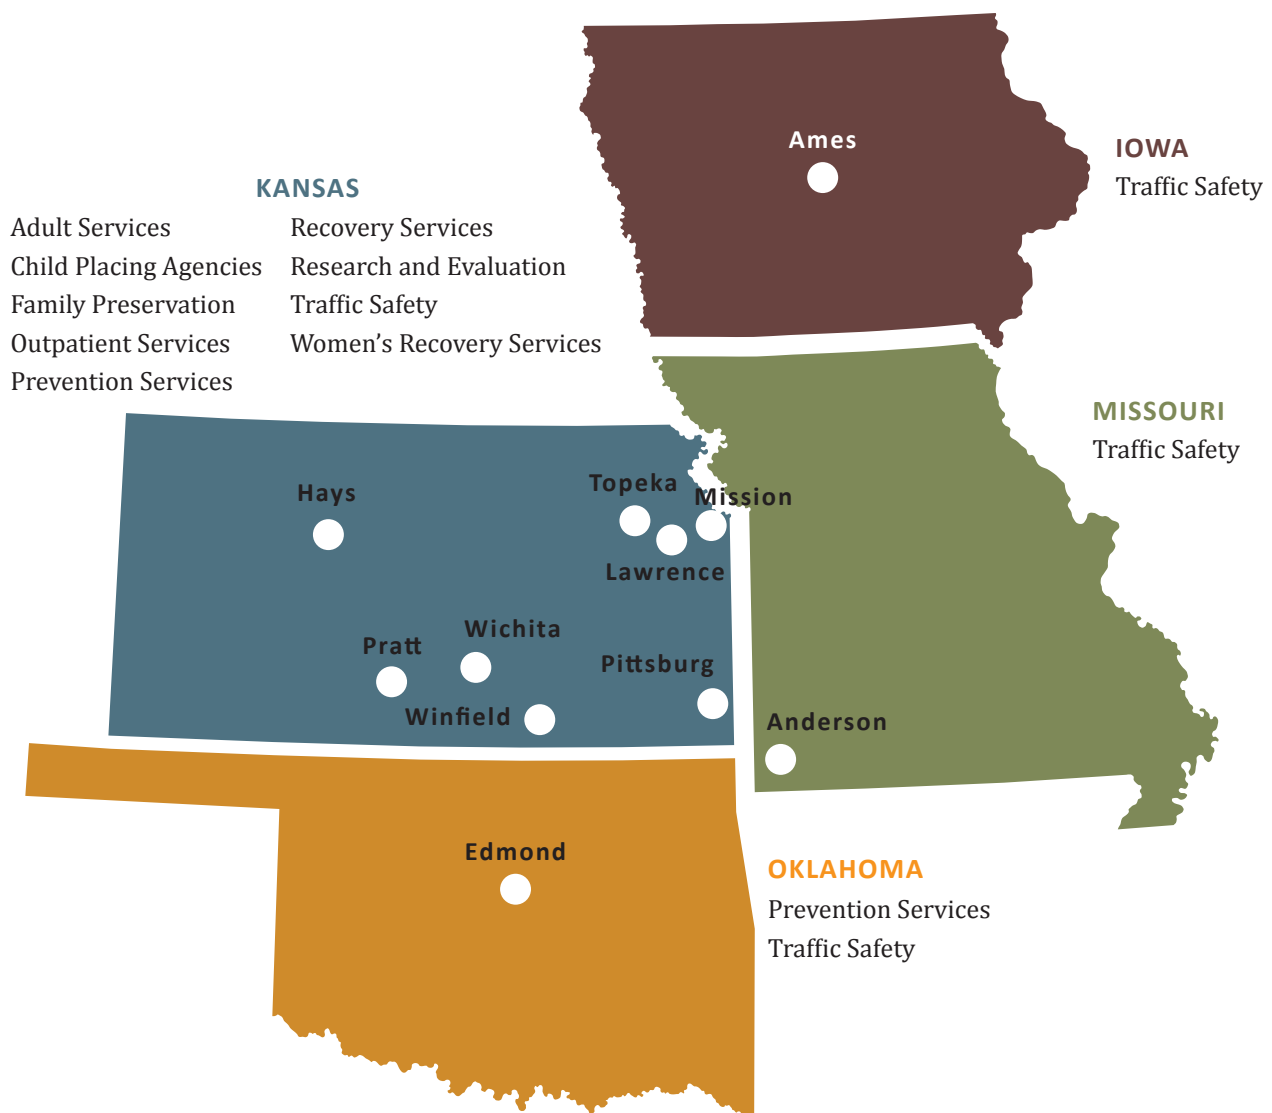 Ames
IOWA
Traffic Safety
KANSAS
Adult Services
Child Placing Agencies
Family Preservation
Outpatient Services
Prevention Services
Recovery Services
Research and Evaluation
Traffic Safety
Women’s Recovery Services
MISSOURI
Traffic Safety
Hays
Topeka
Mission
Lawrence
Wichita
Pratt
Pittsburg
Winfield
Anderson
Edmond
OKLAHOMA
Prevention Services
Traffic Safety